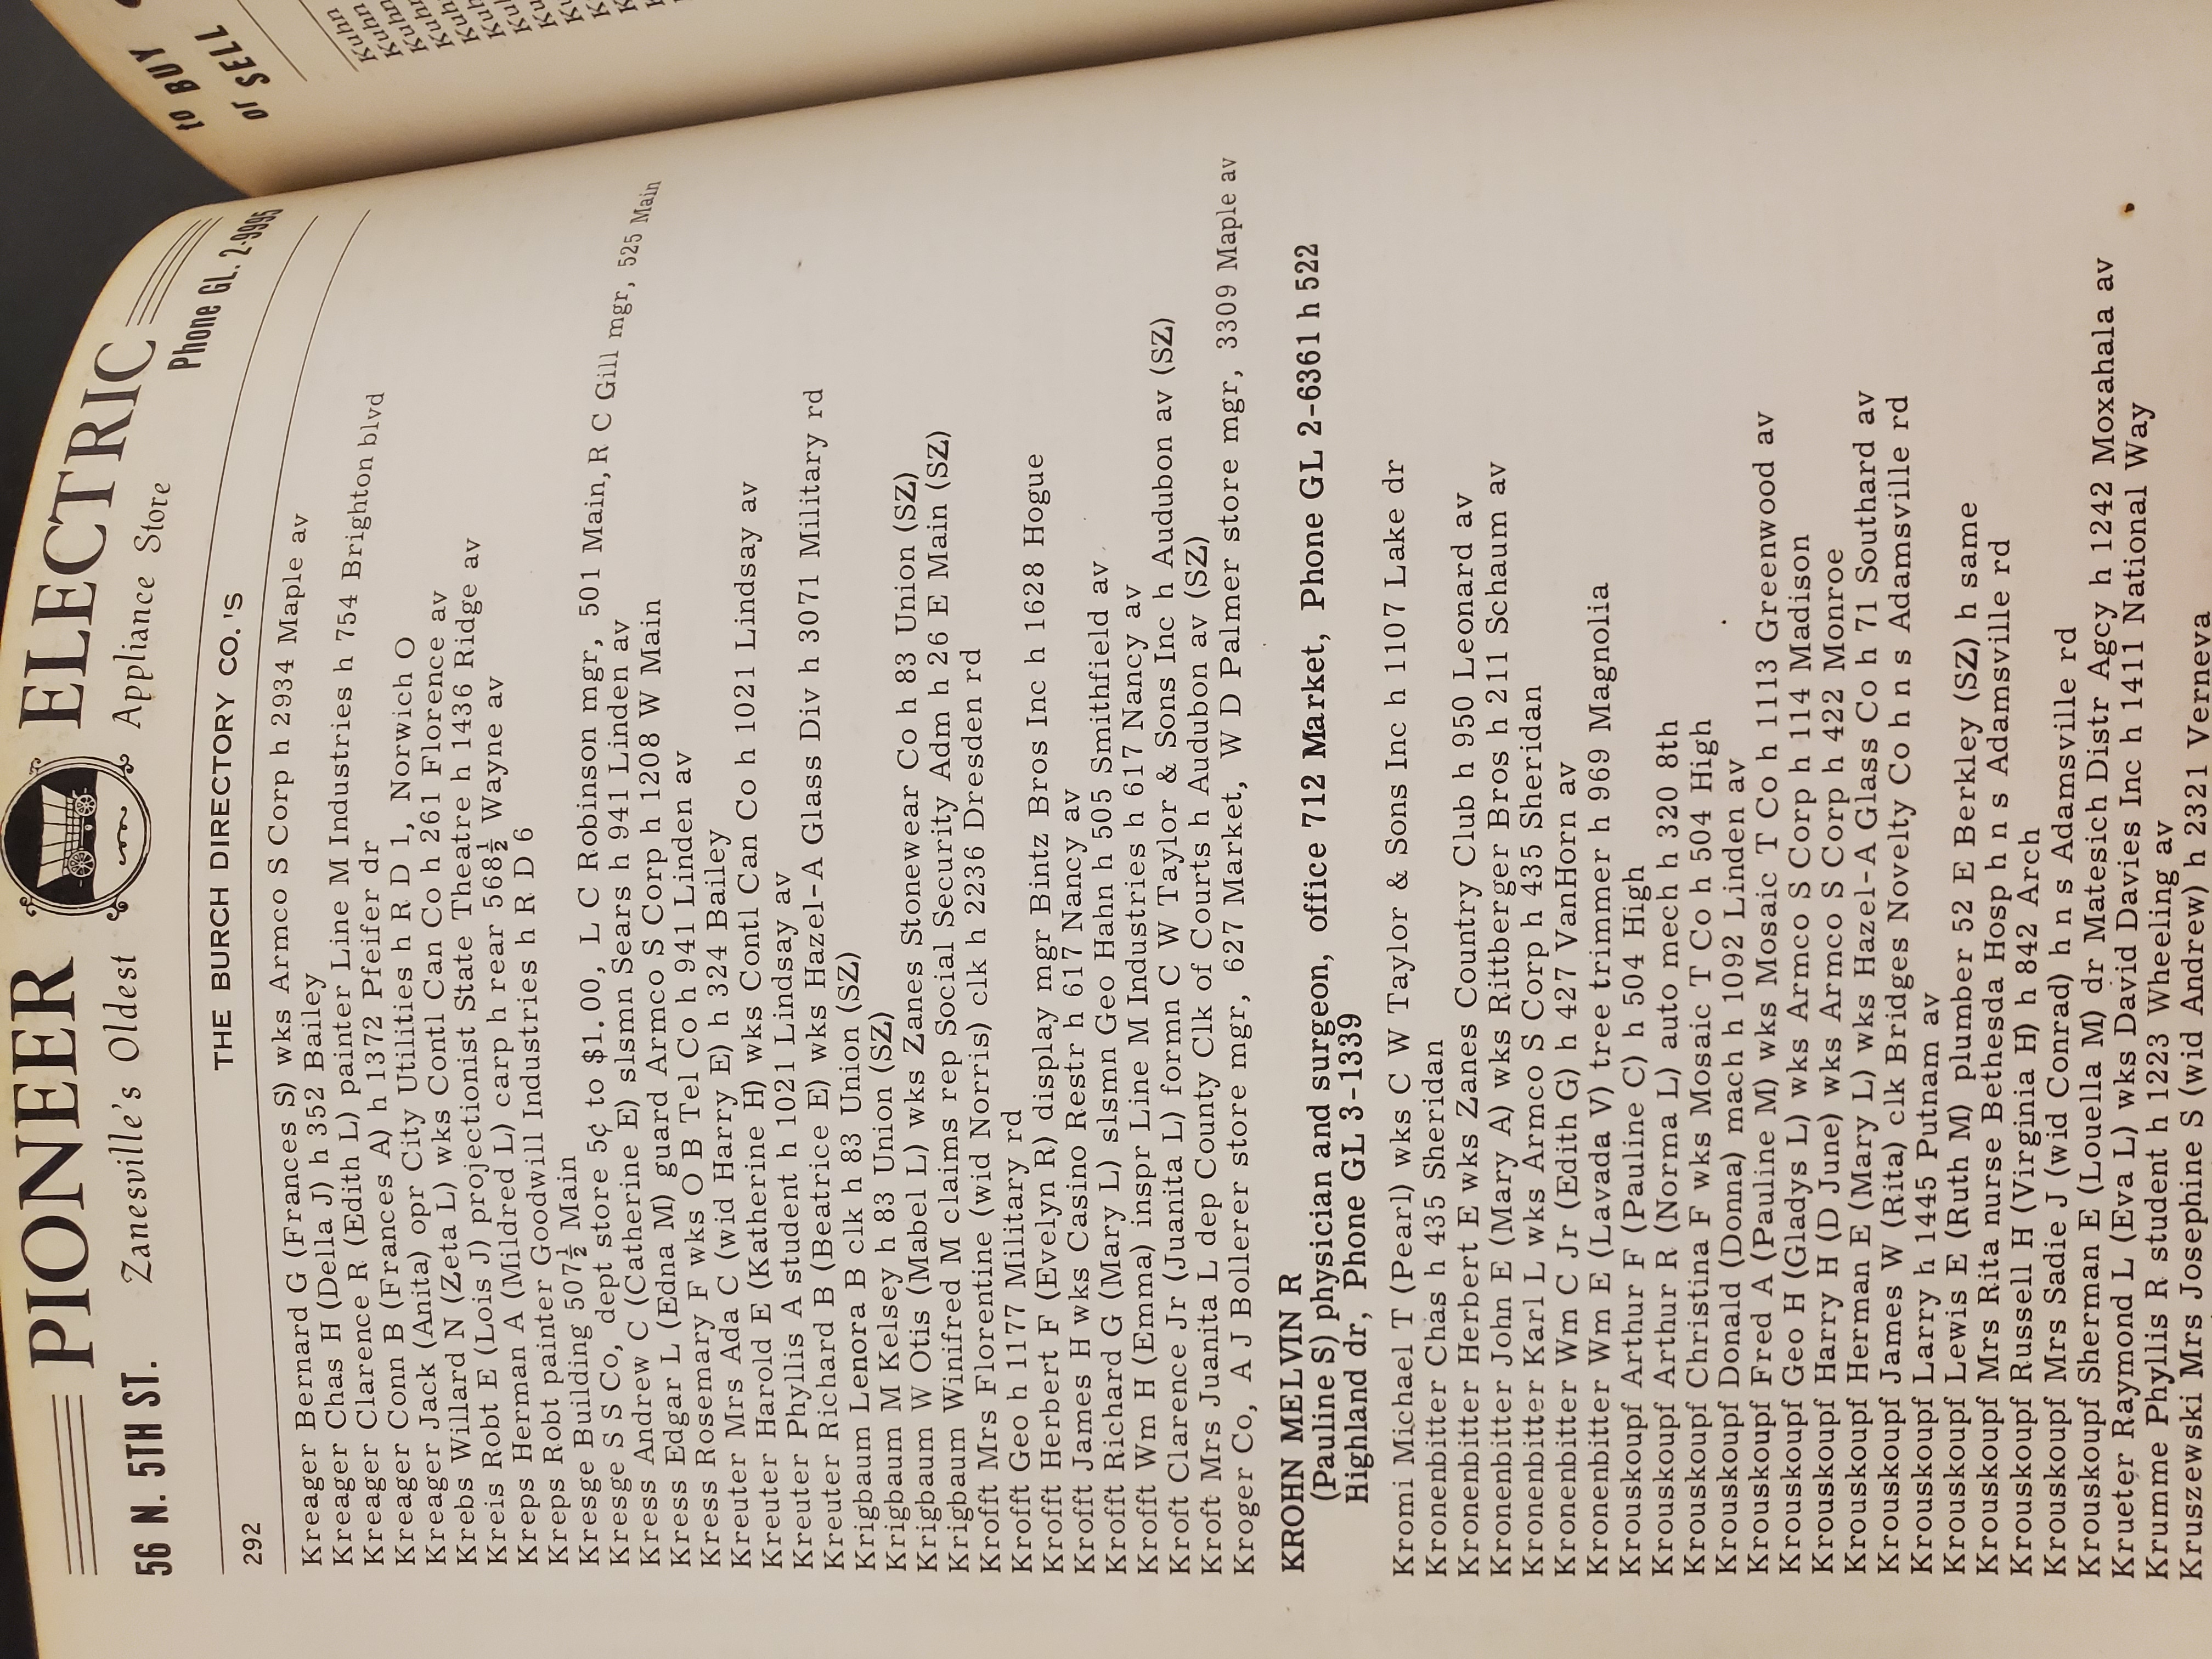 PIONEER ELECTRIC
56 N. 5TH ST. Zanesville's Oldest Appliance Store Phone GL. 2-9995
292 THE BURCH DIRECTORY CO.'S
Kreager Bernard G (Frances S) wks Armco S Corp h 2934 Maple av
Kreager Chas H (Della J) h 352 Bailey
Kreager Clarence R (Edith L) painter Line M Industries h 754 Brighton blvd
Kreager Conn B (Frances A) h 1372 Pfeifer dr
Kreager Jack (Anita) opr City Utilities h R D 1, Norwich O
Krebs Willard N (Zeta L) wks Contl Can Co h 261 Florence av
Kreis Robt E (Lois J) projectionist State Theatre h 1436 Ridge av
Kreps Herman A (Mildred L) carp h rear 568½ Wayne av
Kreps Robt painter Goodwill Industries h R D 6
Kresge Building 507½ Main
Kresge S S Co, dept store 5¢ to $1.00, L C Robinson mgr, 501 Main, R C Gill mgr, 525 Main
Kress Andrew C (Catherine E) slsmn Sears h 941 Linden av
Kress Edgar L (Edna M) guard Armco S Corp h 1208 W Main
Kress Rosemary F wks O B Tel Co h 941 Linden av
Kreuter Mrs Ada C (wid Harry E) h 324 Bailey
Kreuter Harold E (Katherine H) wks Contl Can Co h 1021 Lindsay av
Kreuter Phyllis A student h 1021 Lindsay av
Kreuter Richard B (Beatrice E) wks Hazel-A Glass Div h 3071 Military rd
Krigbaum Lenora B clk h 83 Union (SZ)
Krigbaum M Kelsey h 83 Union (SZ)
Krigbaum W Otis (Mabel L) wks Zanes Stonewear Co h 83 Union (SZ)
Krigbaum Winifred M claims rep Social Security Adm h 26 E Main (SZ)
Krofft Mrs Florentine (wid Norris) clk h 2236 Dresden rd
Krofft Geo h 1177 Military rd
Krofft Herbert F (Evelyn R) display mgr Bintz Bros Inc h 1628 Hogue
Krofft James H wks Casino Restr h 617 Nancy av
Krofft Richard G (Mary L) slsmn Geo Hahn h 505 Smithfield av
Krofft Wm H (Emma) inspr Line M Industries h 617 Nancy av
Kroft Clarence Jr (Juanita L) formn C W Taylor & Sons Inc h Audubon av (SZ)
Kroft Mrs Juanita L dep County Clk of Courts h Audubon av (SZ)
Kroger Co, A J Bollerer store mgr, 627 Market, W D Palmer store mgr, 3309 Maple av
KROHN MELVIN R
(Pauline S) physician and surgeon, office 712 Market, Phone GL 2-6361 h 522
Highland dr, Phone GL 3-1339
Kromi Michael T (Pearl) wks C W Taylor & Sons Inc h 1107 Lake dr
Kronenbitter Chas h 435 Sheridan
Kronenbitter Herbert E wks Zanes Country Club h 950 Leonard av
Kronenbitter John E (Mary A) wks Rittberger Bros h 211 Schaum av
Kronenbitter Karl L wks Armco S Corp h 435 Sheridan
Kronenbitter Wm C Jr (Edith G) h 427 VanHorn av
Kronenbitter Wm E (Lavada V) tree trimmer h 969 Magnolia
Krouskoupf Arthur F (Pauline C) h 504 High
Krouskoupf Arthur R (Norma L) auto mech h 320 8th
Krouskoupf Christina F wks Mosaic T Co h 504 High
Krouskoupf Donald (Donna) mach h 1092 Linden av
Krouskoupf Fred A (Pauline M) wks Mosaic T Co h 1113 Greenwood av
Krouskoupf Geo H (Gladys L) wks Armco S Corp h 114 Madison
Krouskoupf Harry H (D June) wks Armco S Corp h 422 Monroe
Krouskoupf Herman E (Mary L) wks Hazel-A Glass Co h 71 Southard av
Krouskoupf James W (Rita) clk Bridges Novelty Co h n s Adamsville rd
Krouskoupf Larry h 1445 Putnam av
Krouskoupf Lewis E (Ruth M) plumber 52 E Berkley (SZ) h same
Krouskoupf Mrs Rita nurse Bethesda Hosp h n s Adamsville rd
Krouskoupf Russell H (Virginia H) h 842 Arch
Krouskoupf Mrs Sadie J (wid Conrad) h n s Adamsville rd
Krouskoupf Sherman E (Louella M) dr Matesich Distr Agcy h 1242 Moxahala av
Krueter Raymond L (Eva L) wks David Davies Inc h 1411 National Way
Krumme Phyllis R student h 1223 Wheeling av
Kruszewski Mrs Josephine S (wid Andrew) h 2321 Verneva
to BUY
or SELL
Kuhn
Kuhn
Kuhn
Kuhn